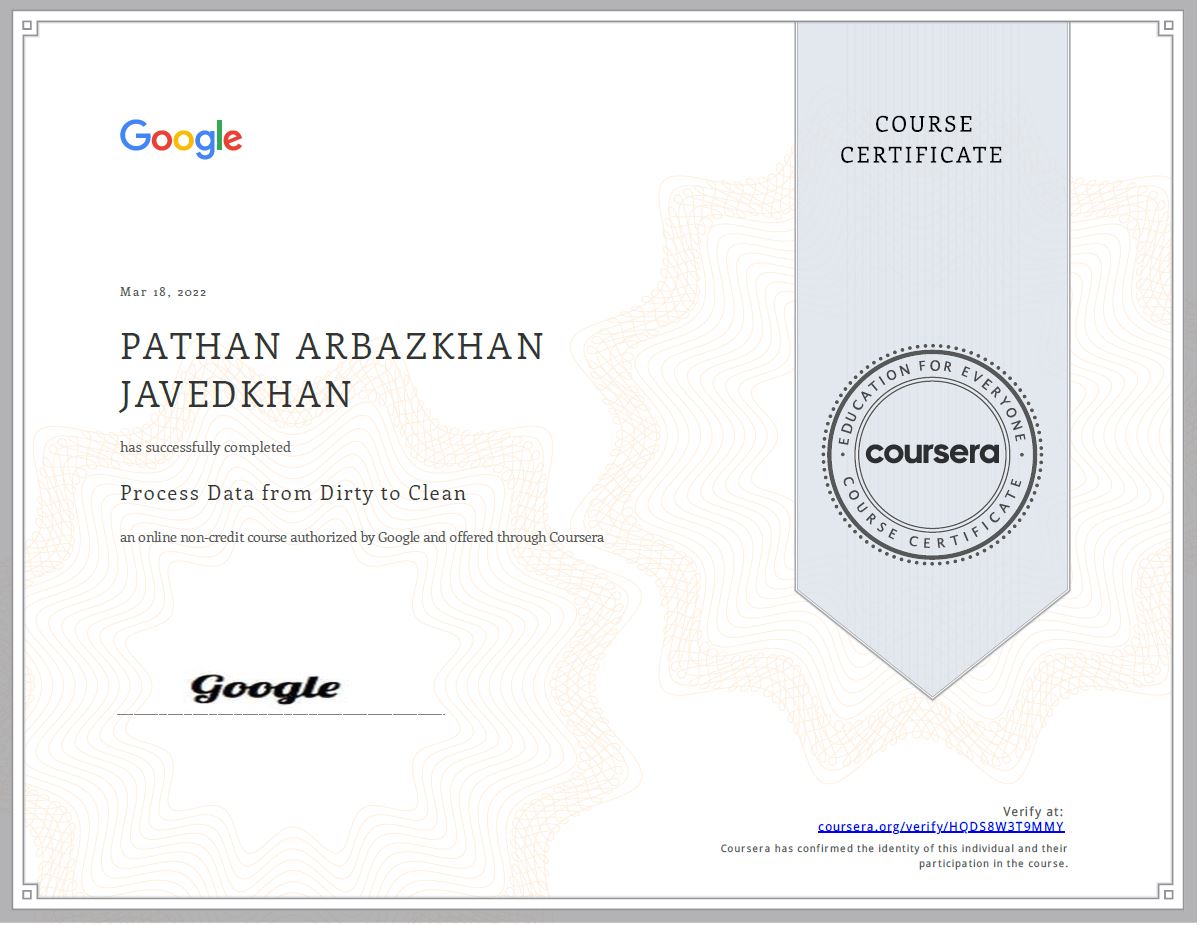 Google
COURSE
CERTIFICATE
Mar 18, 2022
PATHAN ARBAZKHAN
JAVEDKHAN
has successfully completed
Process Data from Dirty to Clean
an online non-credit course authorized by Google and offered through Coursera
EDUCATION FOR EVERYONE
coursera
COURSE CERTIFICATE
Google
Verify at:
coursera.org/verify/HQDS8W3T9MMY
Coursera has confirmed the identity of this individual and their
participation in the course.